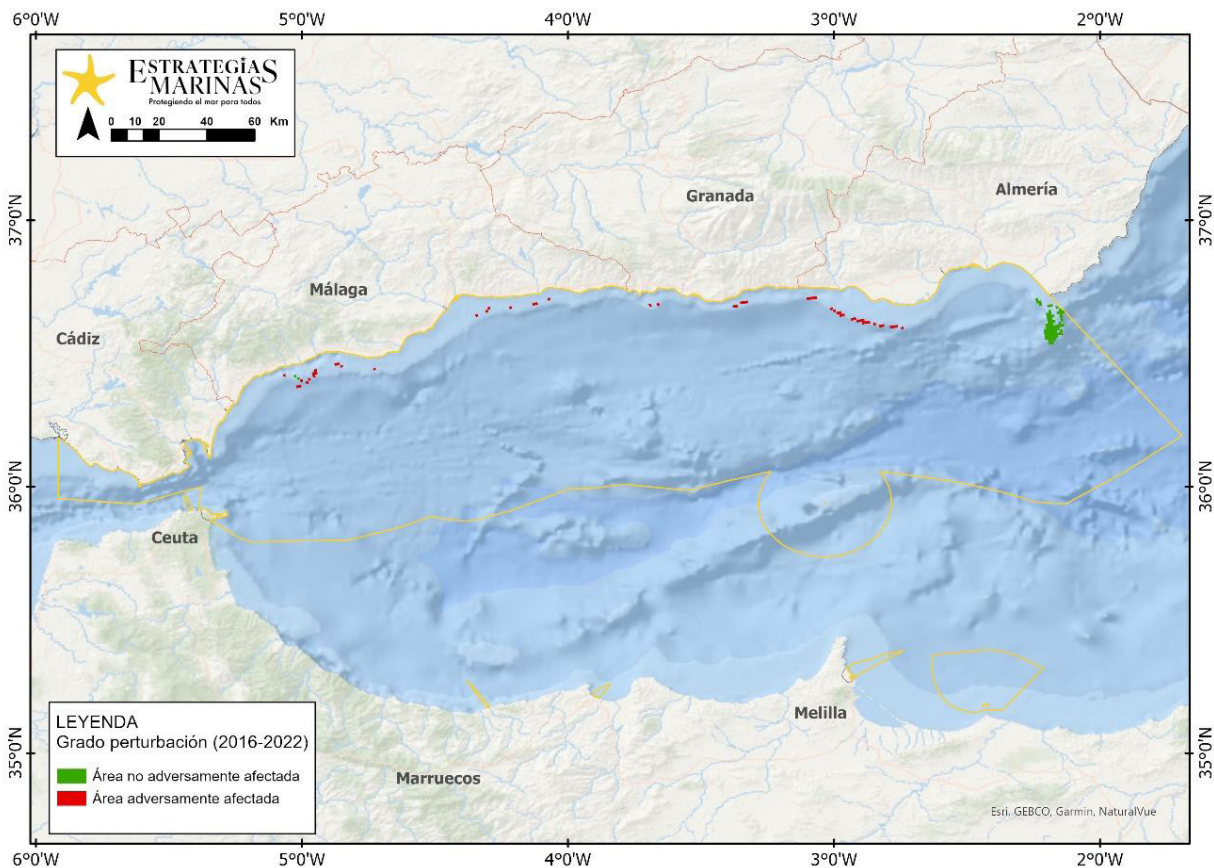 6°0'W 5°0'W 4°0'W 3°0'W 2°0'W
ESTRATEGIAS
MARINAS
Protegiendo el mar para todos
0 10 20 40 60 Km
37°0'N
37°0'N
Granada
Almería
Málaga
Cádiz
36°0'N
36°0'N
Ceuta
Melilla
Marruecos
35°0'N
35°0'N
LEYENDA
Grado perturbación (2016-2022)
Área no adversamente afectada
Área adversamente afectada
Esri, GEBCO, Garmin, NaturalVue
6°0'W 5°0'W 4°0'W 3°0'W 2°0'W